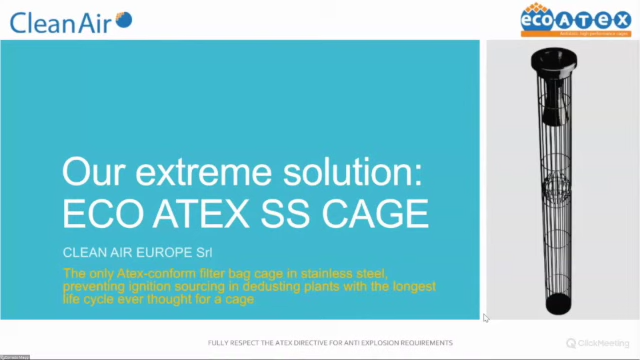 CleanAir
ecoATEX
Our extreme solution:
ECO ATEX SS CAGE
CLEAN AIR EUROPE Srl
The only Atex-conform filter bag cage in stainless steel,
preventing ignition sourcing in dedusting plants with the longest
life cycle ever thought for a cage
FULLY RESPECT THE ATEX DIRECTIVE FOR ANTI EXPLOSION REQUIREMENTS
ClickMeeting